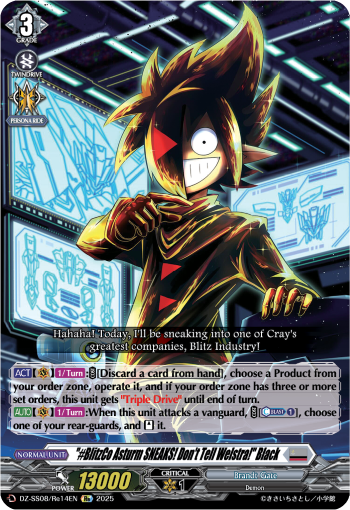 3
GRADE
TWINDRIVE
PERSONA RIDE
Hahaha! Today, I'll be sneaking into one of Cray's
greatest companies, Blitz Industry!
ACT 1/Turn :[Discard a card from hand], choose a Product from
your order zone, operate it, and if your order zone has three or more
set orders, this unit gets "Triple Drive" until end of turn.
AUTO 1/Turn :When this unit attacks a vanguard, [BLAST 1], choose
one of your rear-guards, and it.
NORMAL UNIT
"#BlitzCo Asturm SNEAKS! Don't Tell Welstra!" Black
POWER 13000
CRITICAL
1
Brandt Gate
Demon
DZ-SS08/Re14EN 2025
©ききいちさとし／小学館